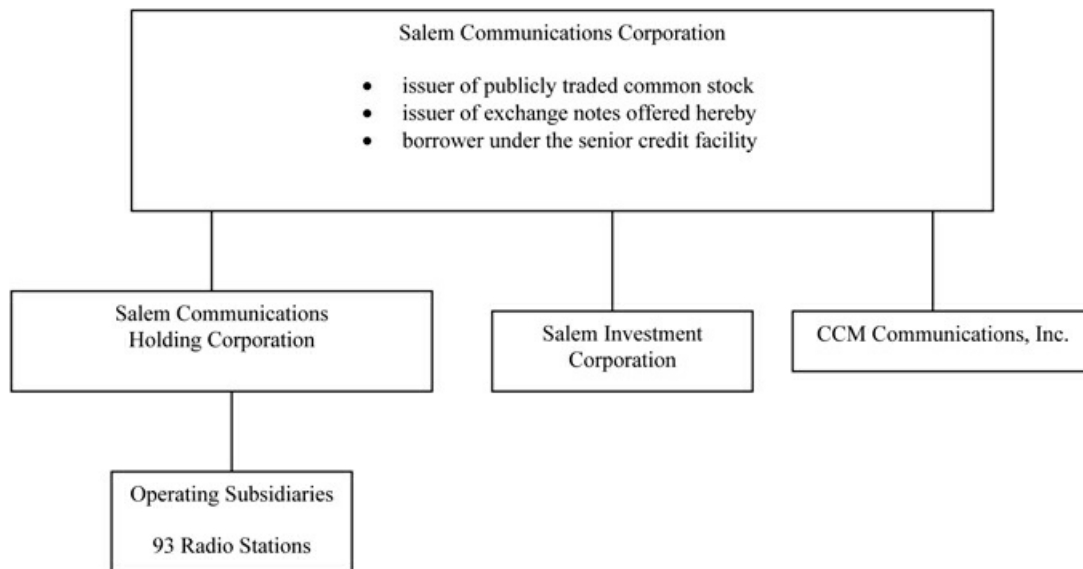 Salem Communications Corporation
• issuer of publicly traded common stock
• issuer of exchange notes offered hereby
• borrower under the senior credit facility
Salem Communications
Holding Corporation
Salem Investment
Corporation
CCM Communications, Inc.
Operating Subsidiaries
93 Radio Stations